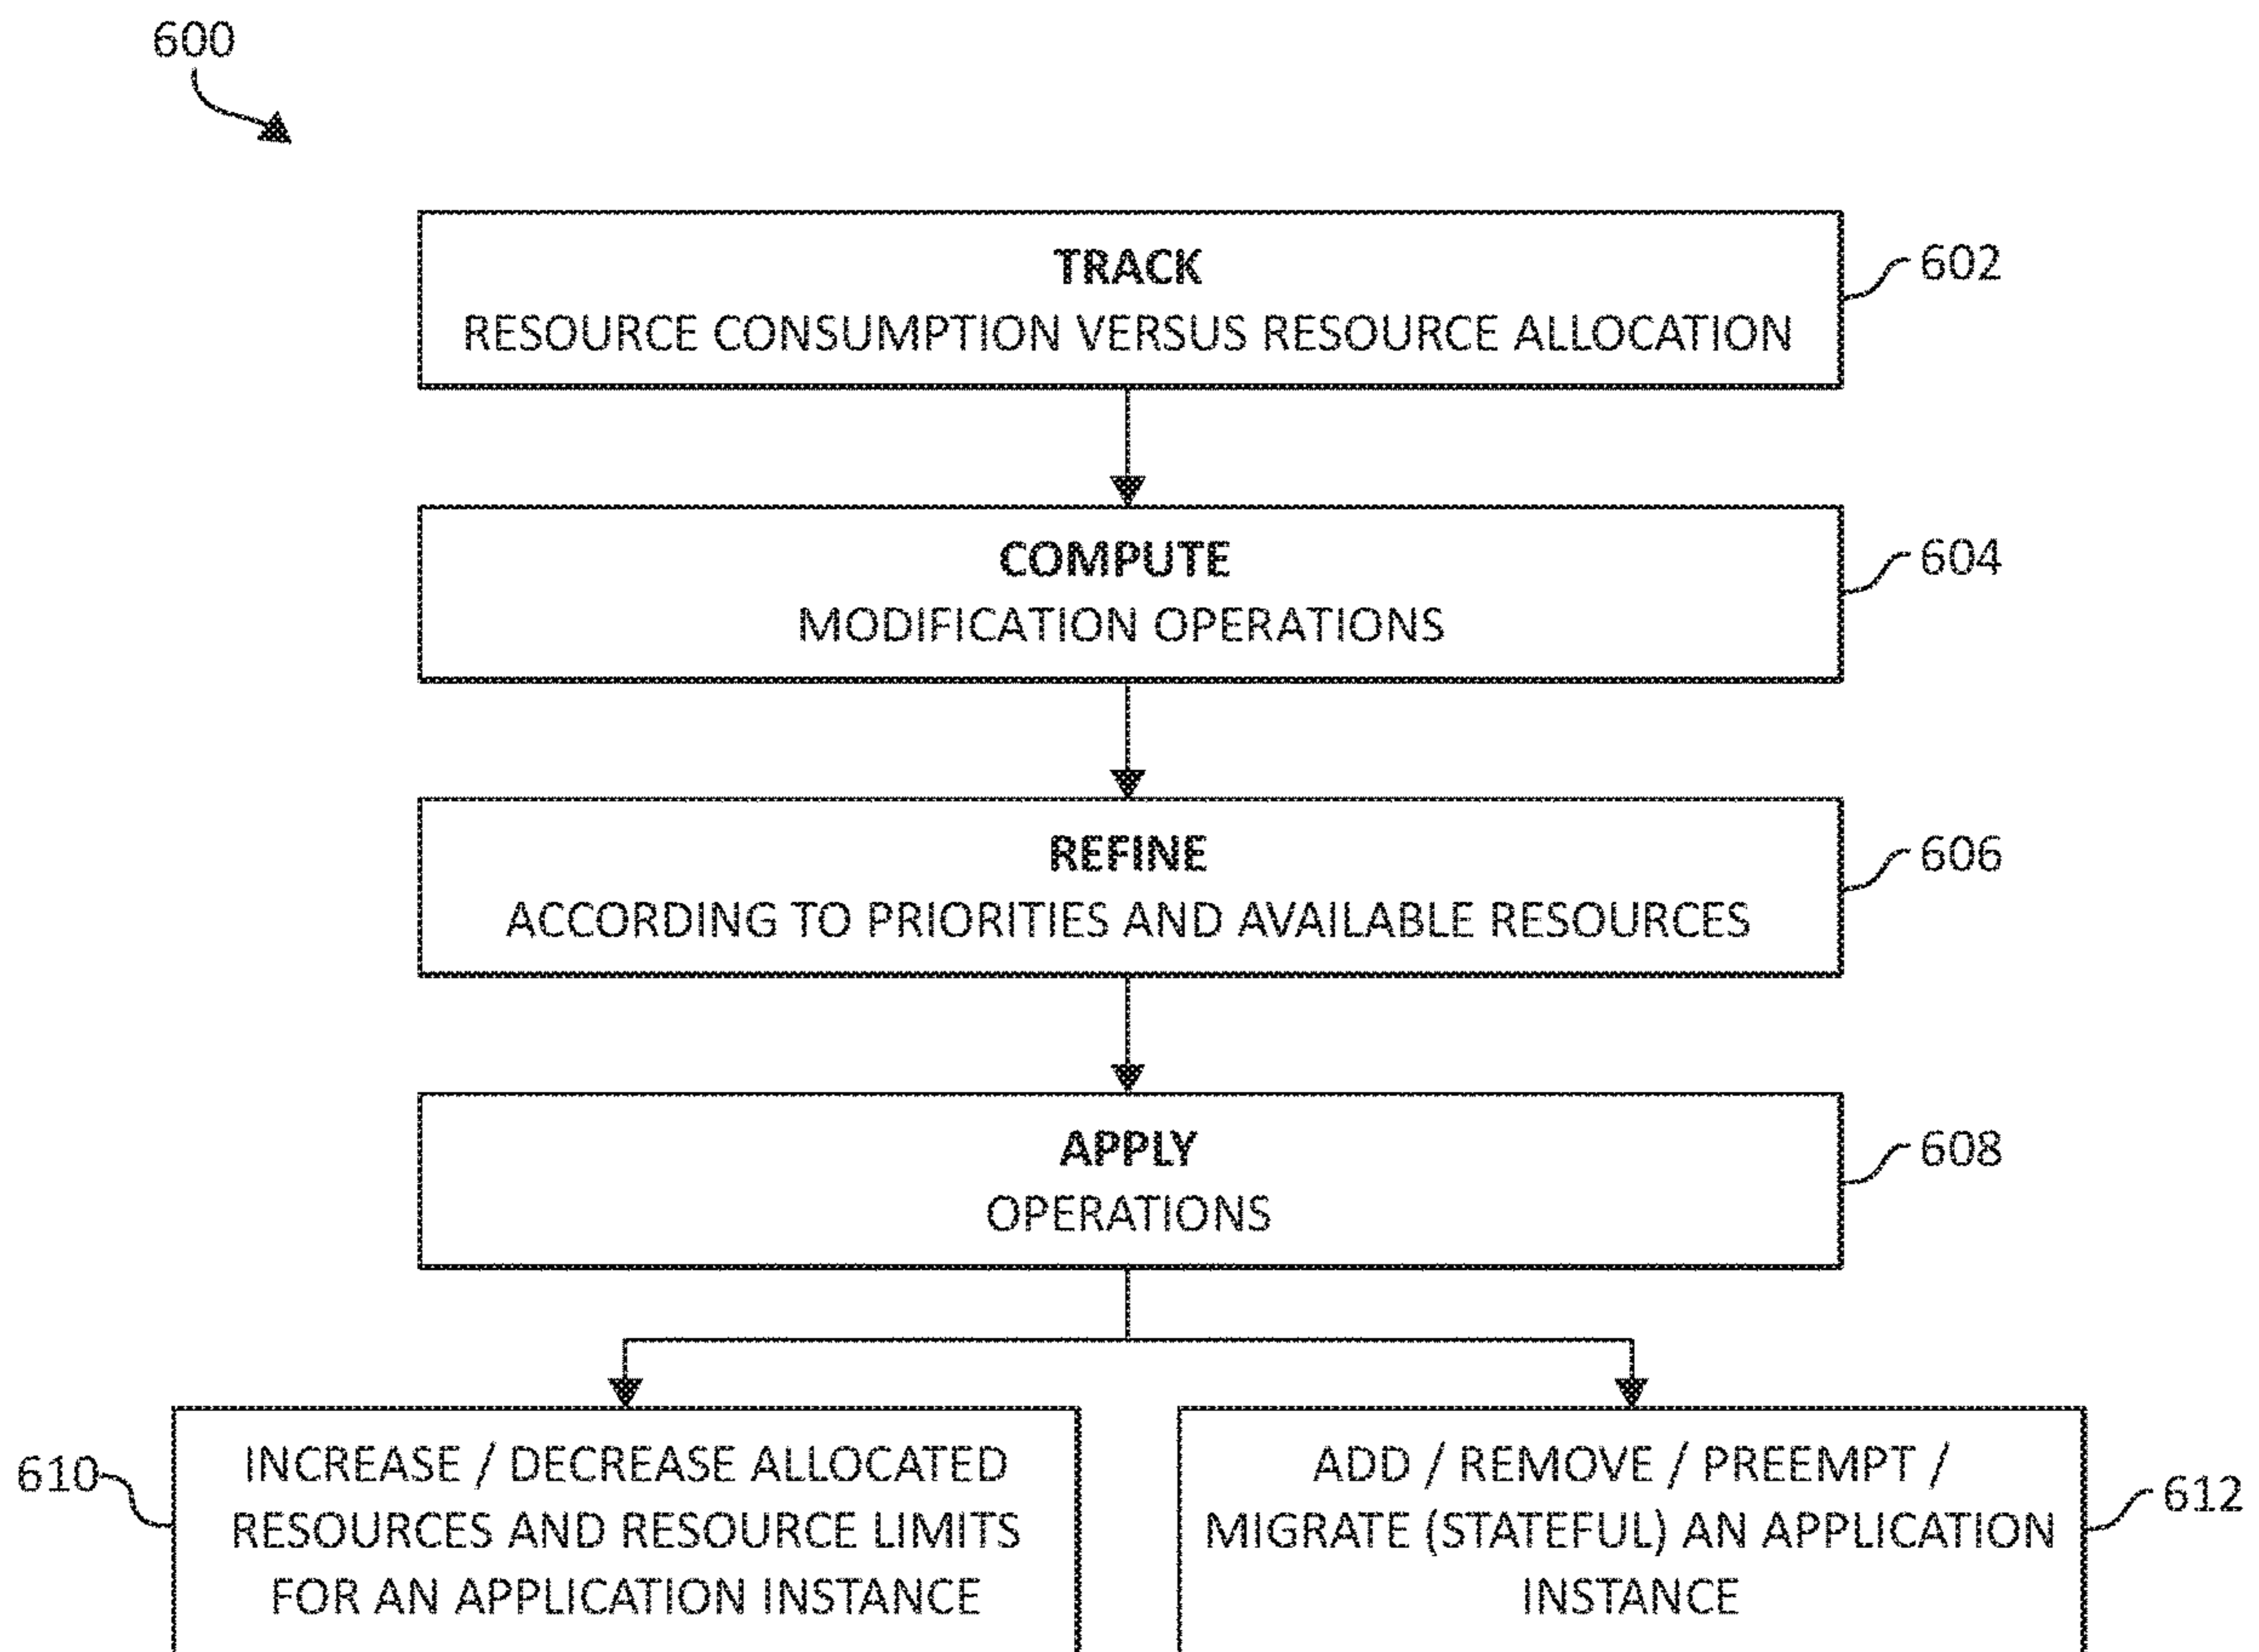 600
TRACK
RESOURCE CONSUMPTION VERSUS RESOURCE ALLOCATION
602
COMPUTE
MODIFICATION OPERATIONS
604
REFINE
ACCORDING TO PRIORITIES AND AVAILABLE RESOURCES
606
APPLY
OPERATIONS
608
610
INCREASE / DECREASE ALLOCATED
RESOURCES AND RESOURCE LIMITS
FOR AN APPLICATION INSTANCE
ADD / REMOVE / PREEMPT /
MIGRATE (STATEFUL) AN APPLICATION
INSTANCE
612